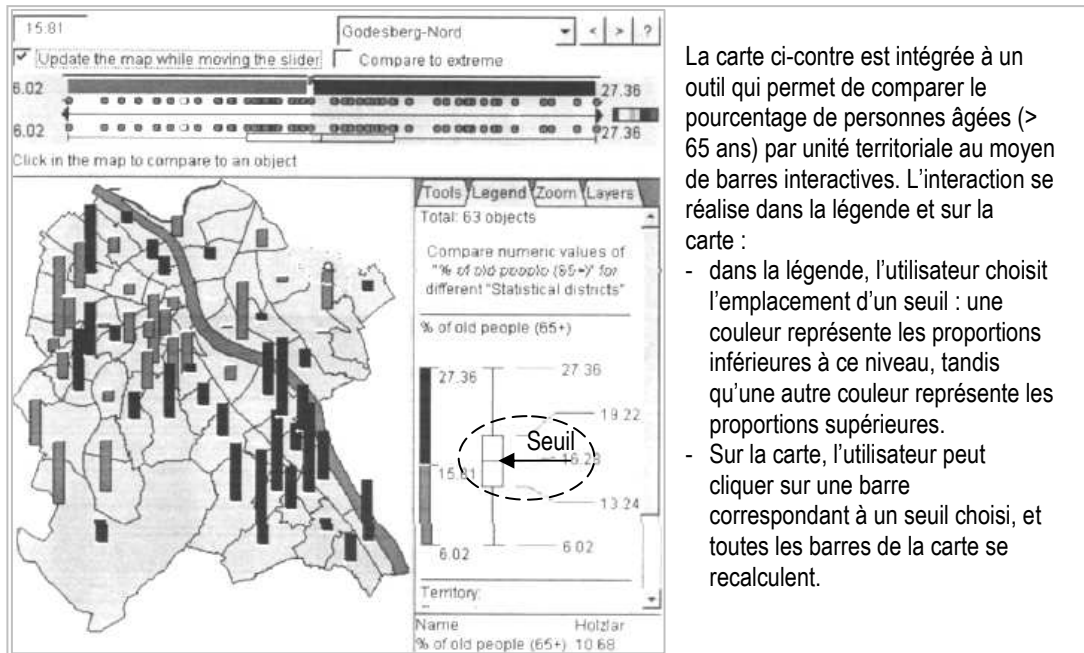 15.81
Godesberg-Nord
< > ?
Update the map while moving the slider
Compare to extreme
6.02
27.36
6.02
27.36
Click in the map to compare to an object
Tools Legend Zoom Layers
Total: 63 objects
Compare numeric values of
"% of old people (65+)" for
different "Statistical districts"
% of old people (65+)
27.36
27.36
19.22
Seuil
15.81
16.28
13.24
6.02
6.02
Territory:
Name Holzlar
% of old people (65+) 10.68
La carte ci-contre est intégrée à un
outil qui permet de comparer le
pourcentage de personnes âgées (>
65 ans) par unité territoriale au moyen
de barres interactives. L’interaction se
réalise dans la légende et sur la
carte :
- dans la légende, l’utilisateur choisit
l’emplacement d’un seuil : une
couleur représente les proportions
inférieures à ce niveau, tandis
qu’une autre couleur représente les
proportions supérieures.
- Sur la carte, l’utilisateur peut
cliquer sur une barre
correspondant à un seuil choisi, et
toutes les barres de la carte se
recalculent.